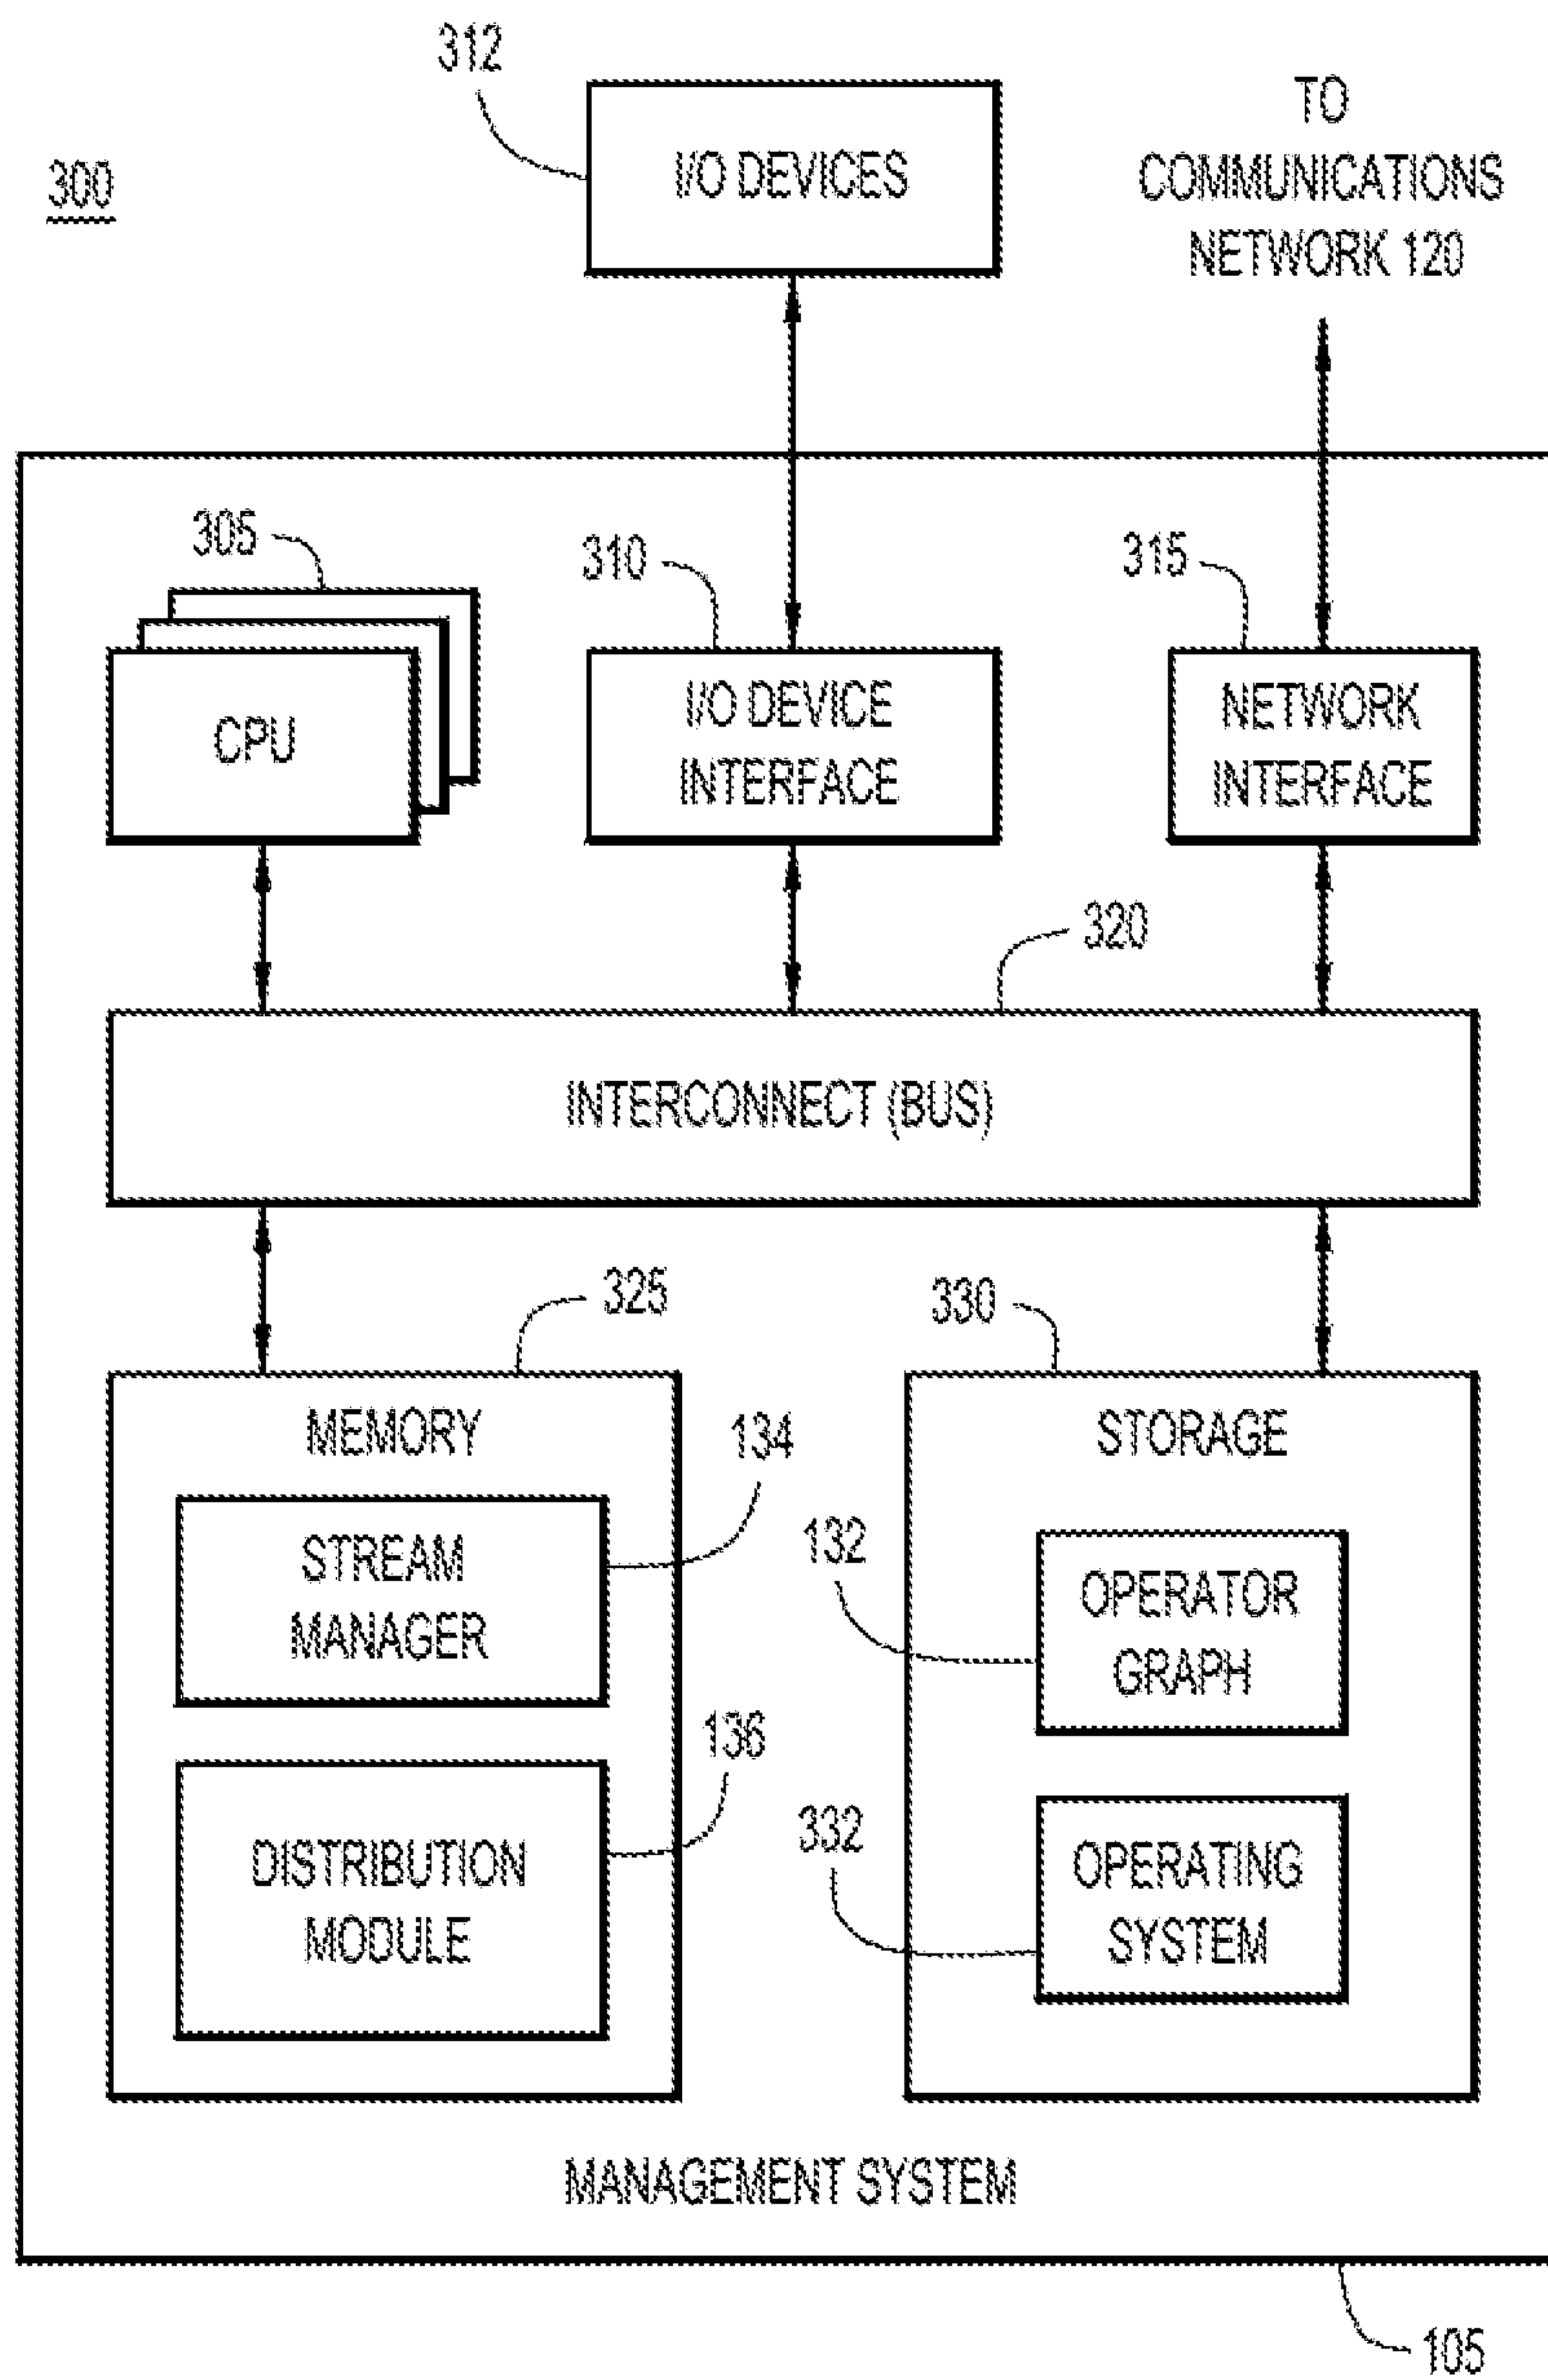 312
300
I/O DEVICES
TO
COMMUNICATIONS
NETWORK 120
305
310
315
CPU
I/O DEVICE
INTERFACE
NETWORK
INTERFACE
320
INTERCONNECT (BUS)
325
330
MEMORY
134
STREAM
MANAGER
136
DISTRIBUTION
MODULE
STORAGE
132
OPERATOR
GRAPH
332
OPERATING
SYSTEM
MANAGEMENT SYSTEM
105